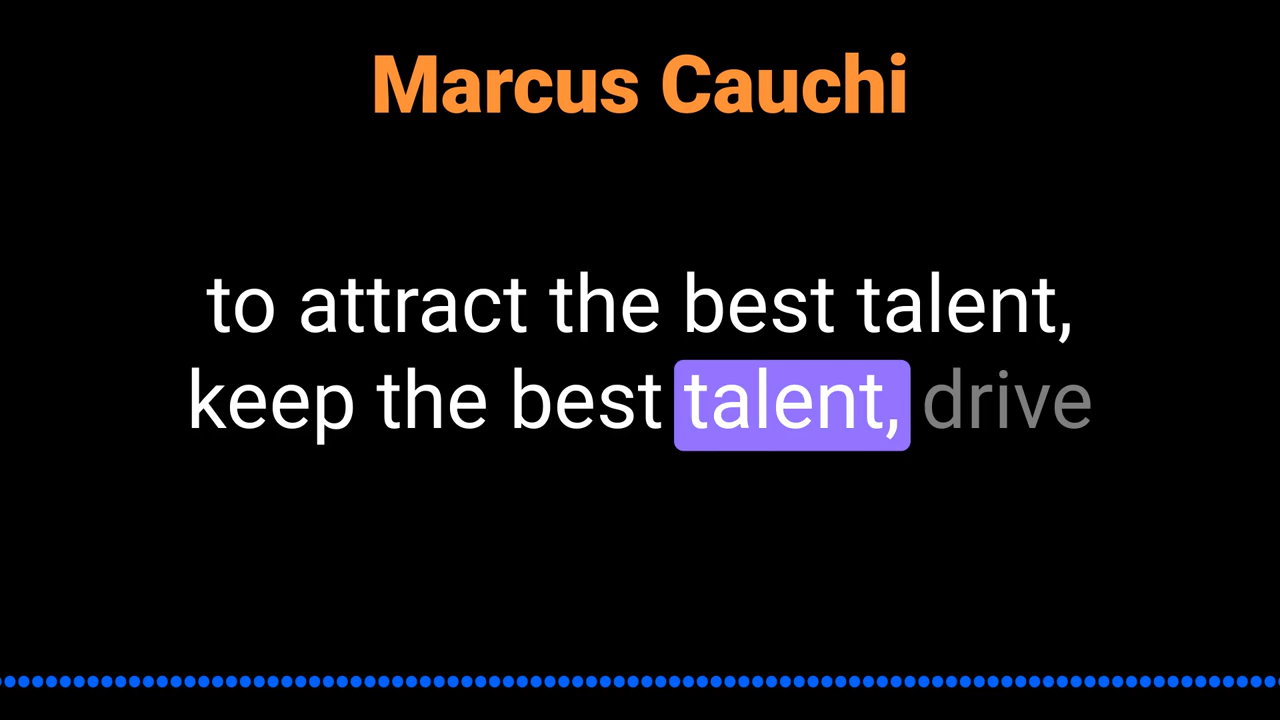 Marcus Cauchi
to attract the best talent,
keep the best talent, drive